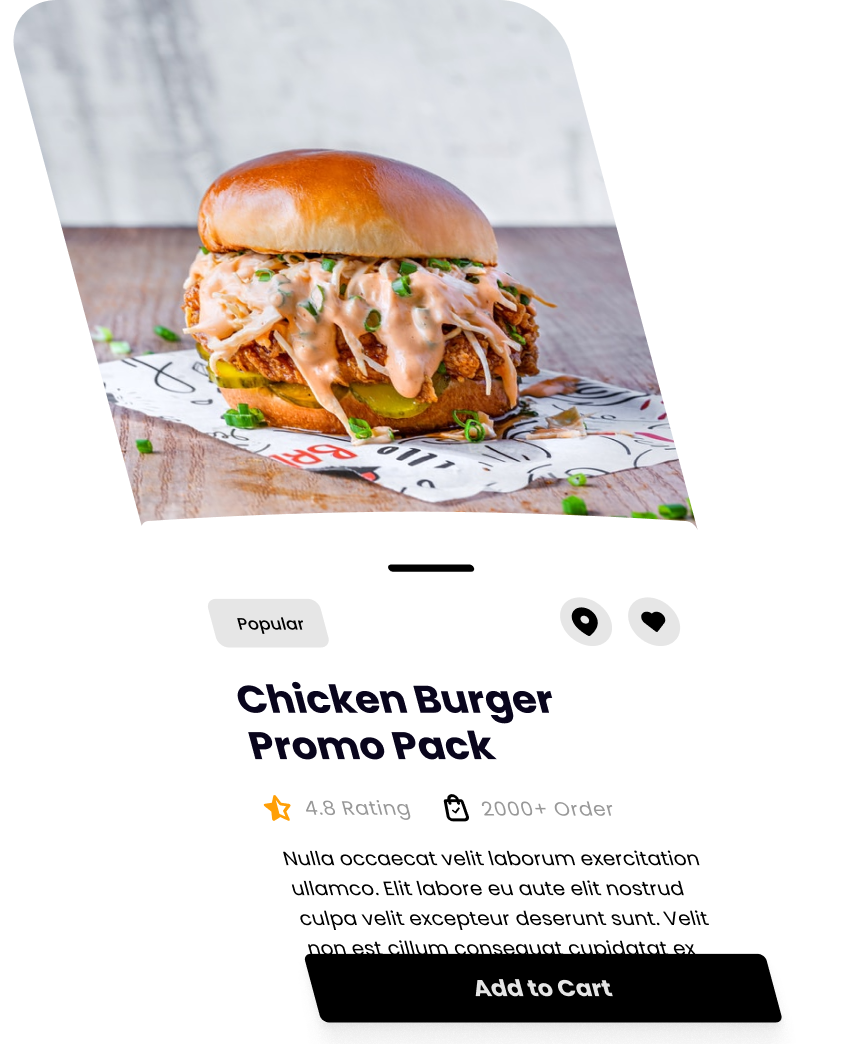 Popular
Chicken Burger
Promo Pack
4.8 Rating 2000+ Order
Nulla occaecat velit laborum exercitation
ullamco. Elit labore eu aute elit nostrud
culpa velit excepteur deserunt sunt. Velit
non est cillum consequat cupidatat ex
Add to Cart